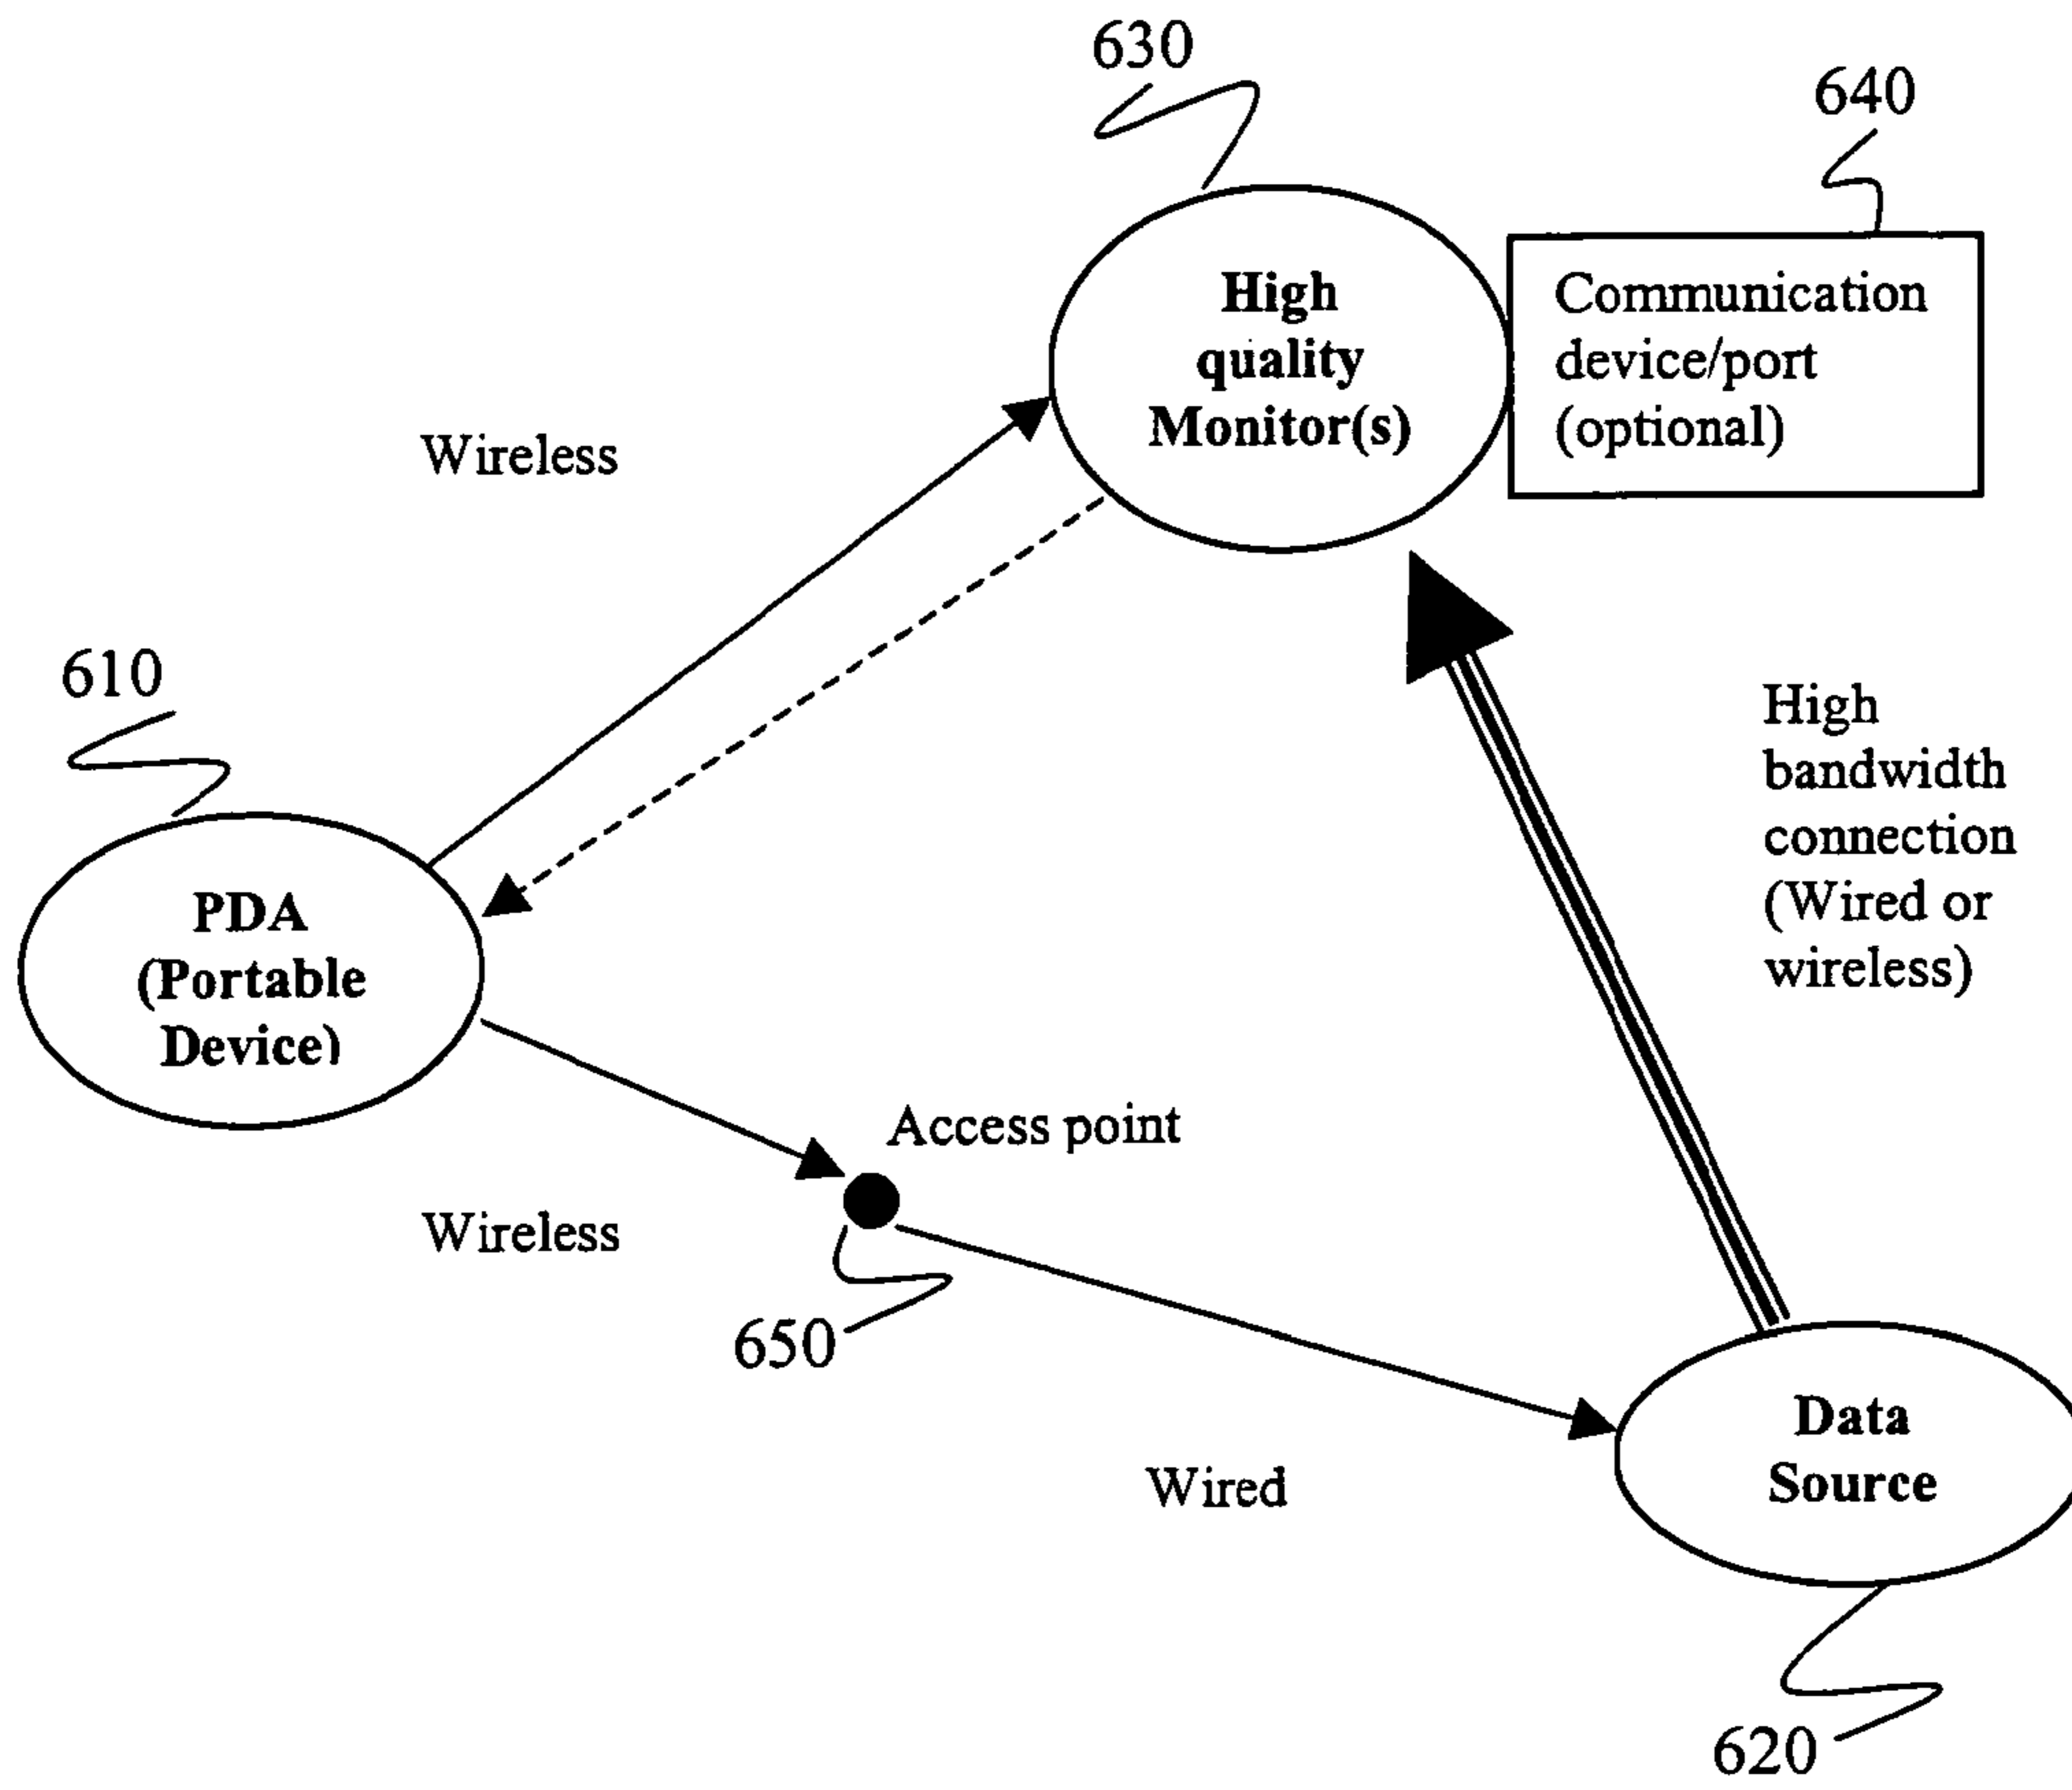 630
640
High
quality
Monitor(s)
Communication
device/port
(optional)
Wireless
610
PDA
(Portable
Device)
High
bandwidth
connection
(Wired or
wireless)
Access point
Wireless
650
Wired
Data
Source
620